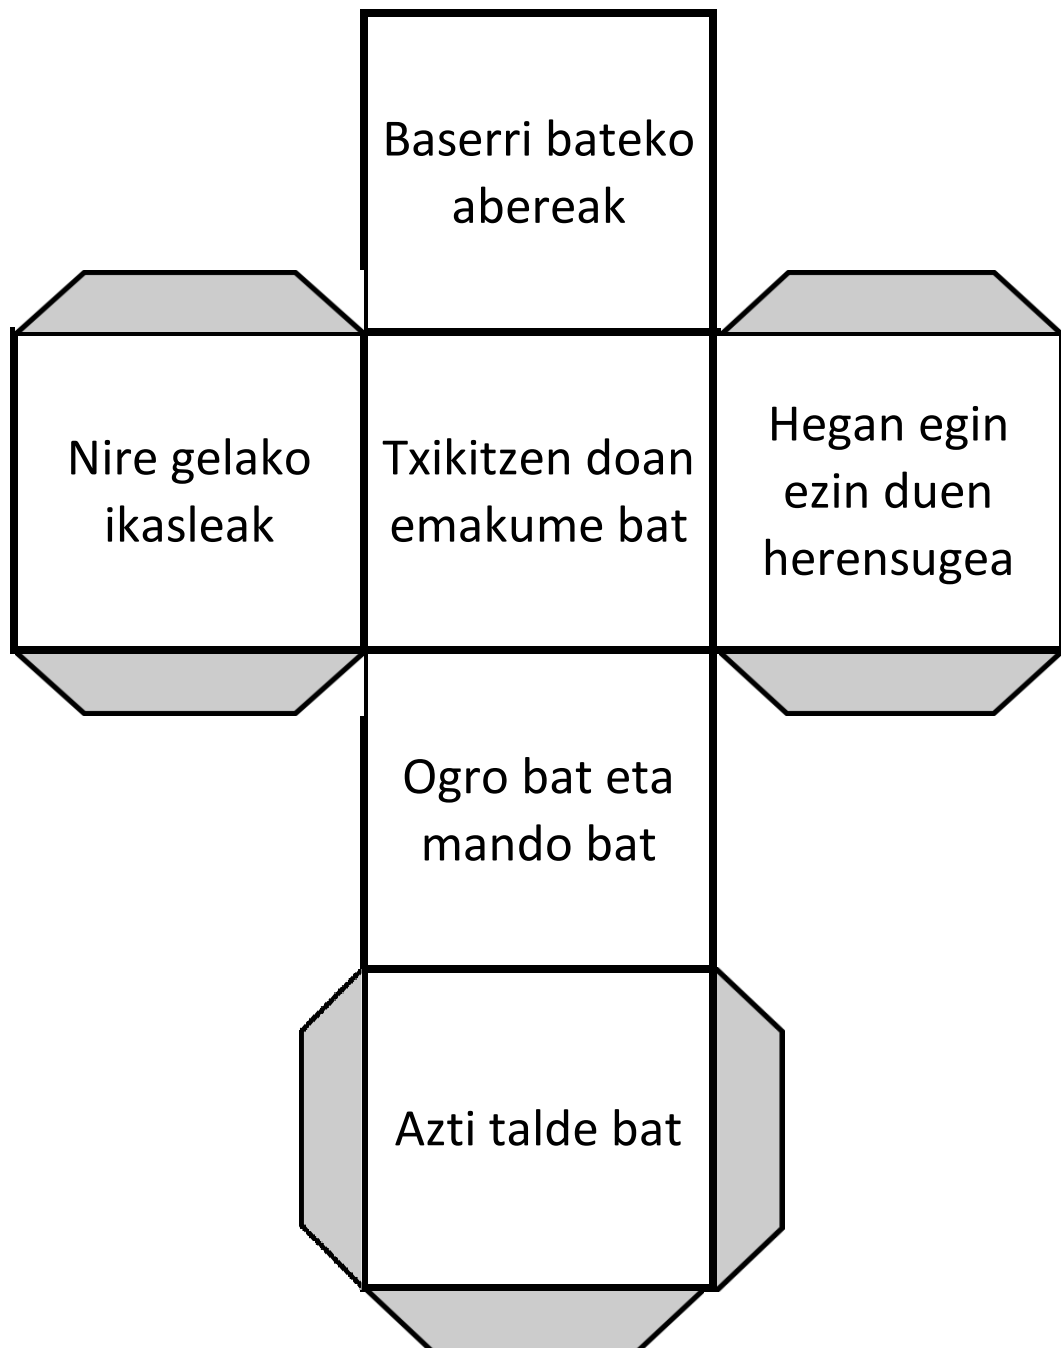 Baserri bateko
abereak
Nire gelako
ikasleak
Txikitzen doan
emakume bat
Hegan egin
ezin duen
herensugea
Ogro bat eta
mando bat
Azti talde bat